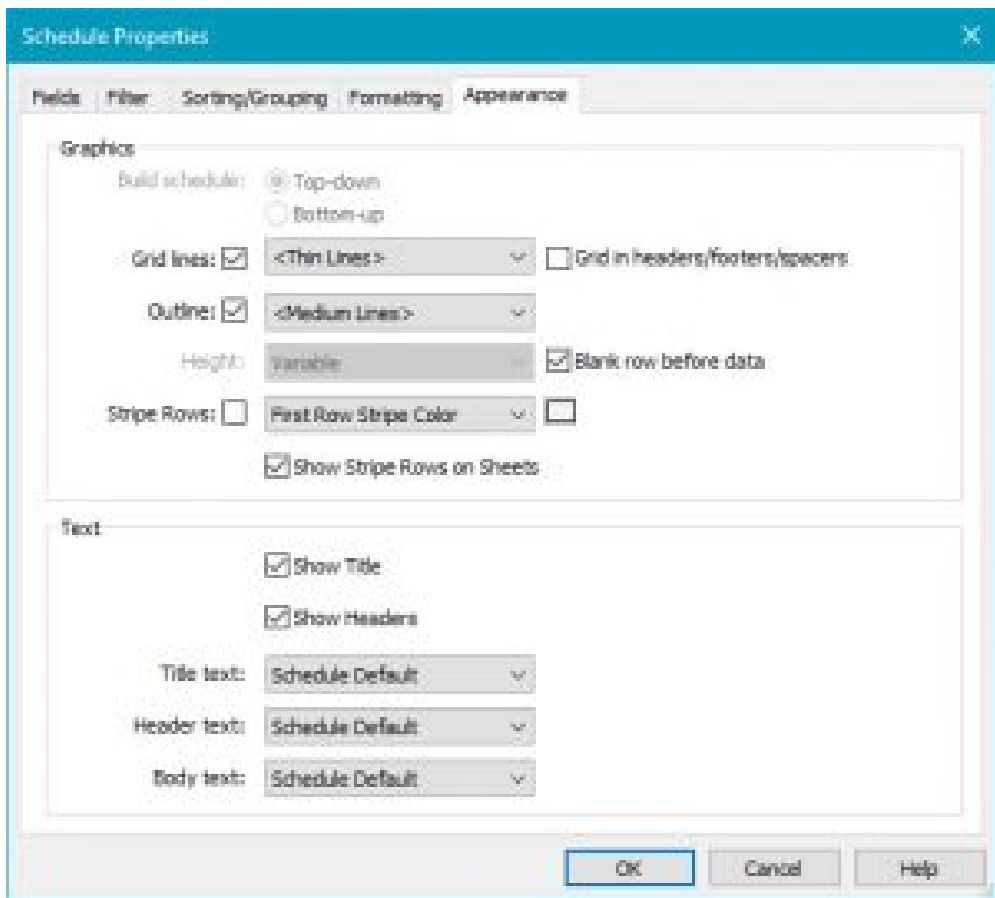 Schedule Properties
Fields Filter Sorting/Grouping Formatting Appearance
Graphics
Build schedule: Top-down
Bottom-up
Grid lines: <Thin Lines> Grid in headers/footers/spacers
Outline: <Medium Lines>
Height: Variable Blank row before data
Stripe Rows: First Row Stripe Color
Show Stripe Rows on Sheets
Text
Show Title
Show Headers
Title text: Schedule Default
Header text: Schedule Default
Body text: Schedule Default
OK Cancel Help